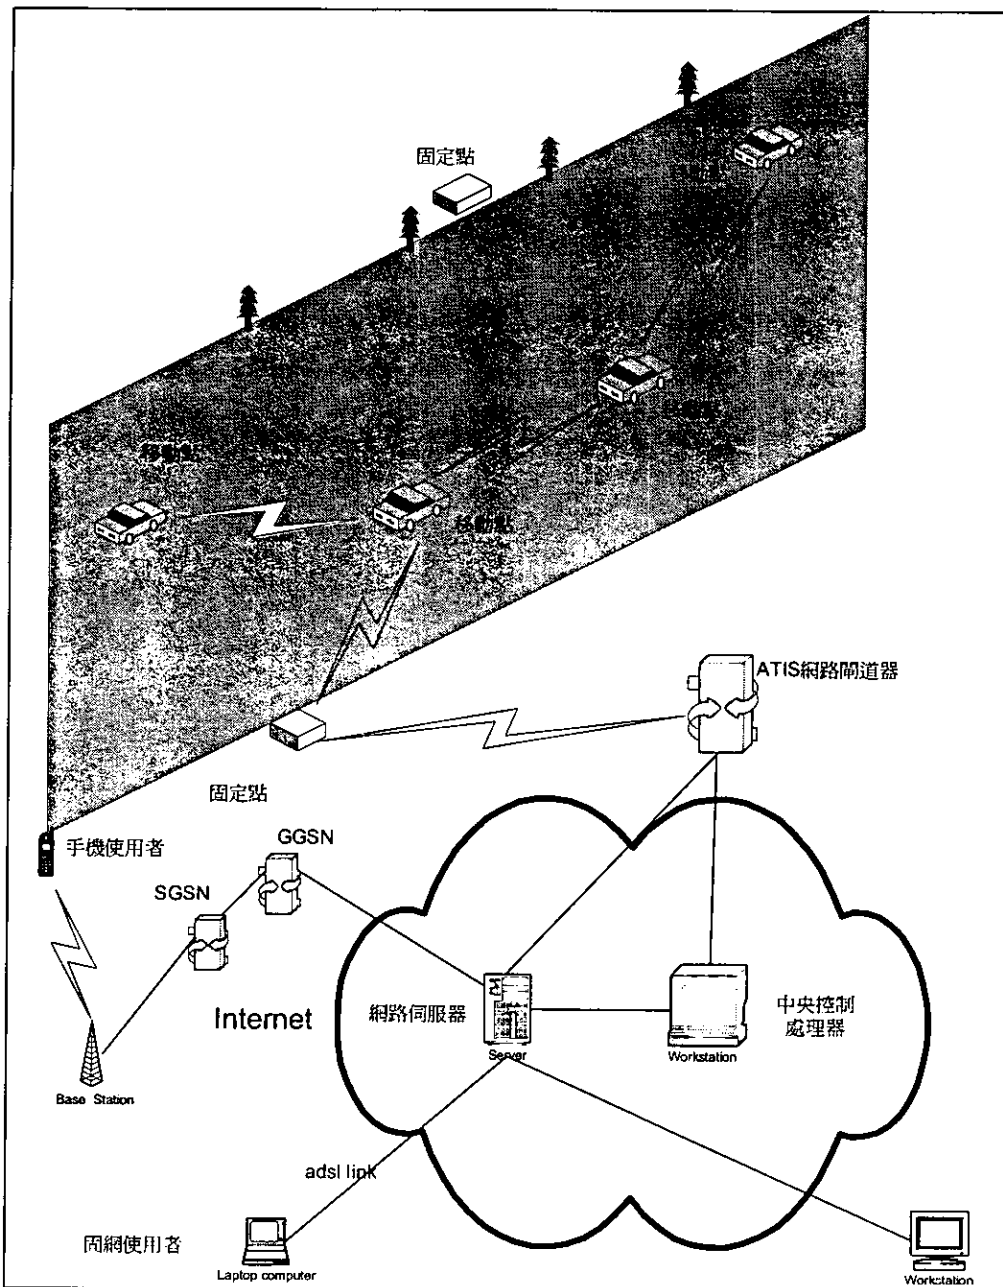 固定點
移動點
移動點
ATIS網路閘道器
固定點
手機使用者
GGSN
SGSN
Internet
網路伺服器
中央控制
處理器
Server
Workstation
Base Station
adsl link
固網使用者
Laptop computer
Workstation